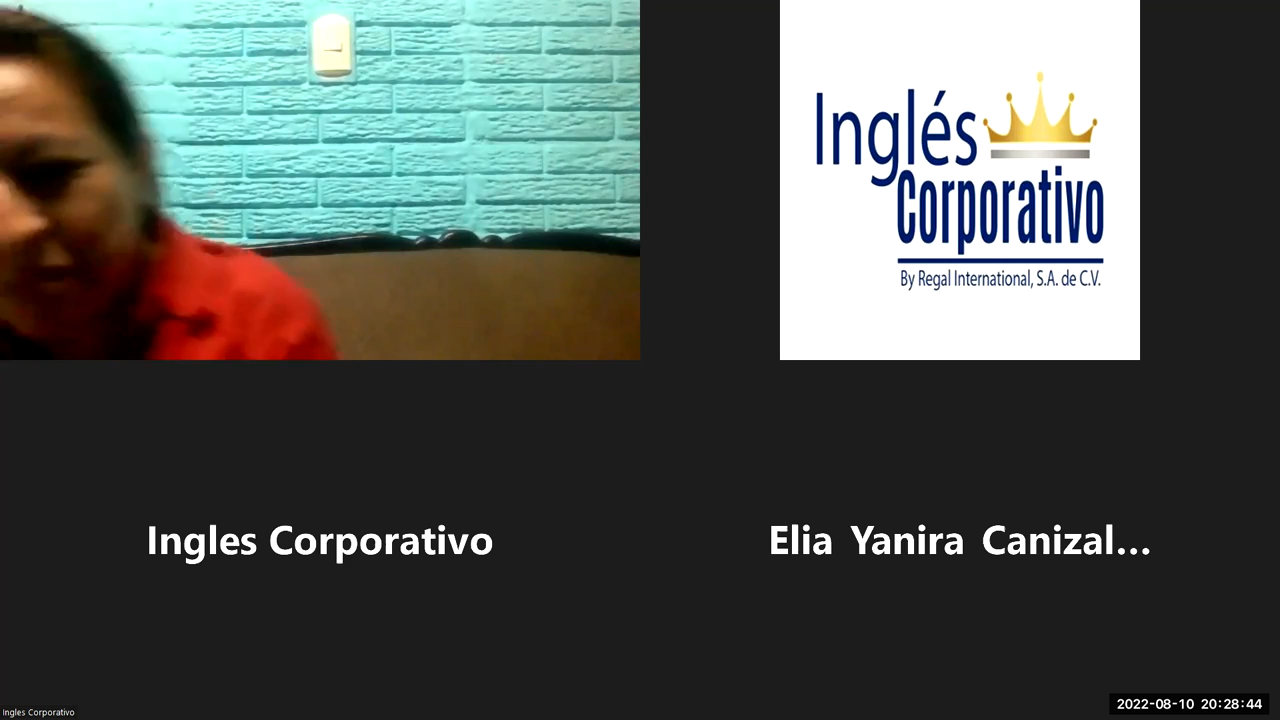 Inglés
Corporativo
By Regal International, S.A. de C.V.
Ingles Corporativo
Elia Yanira Canizal...
Ingles Corporativo
2022-08-10 20:28:44